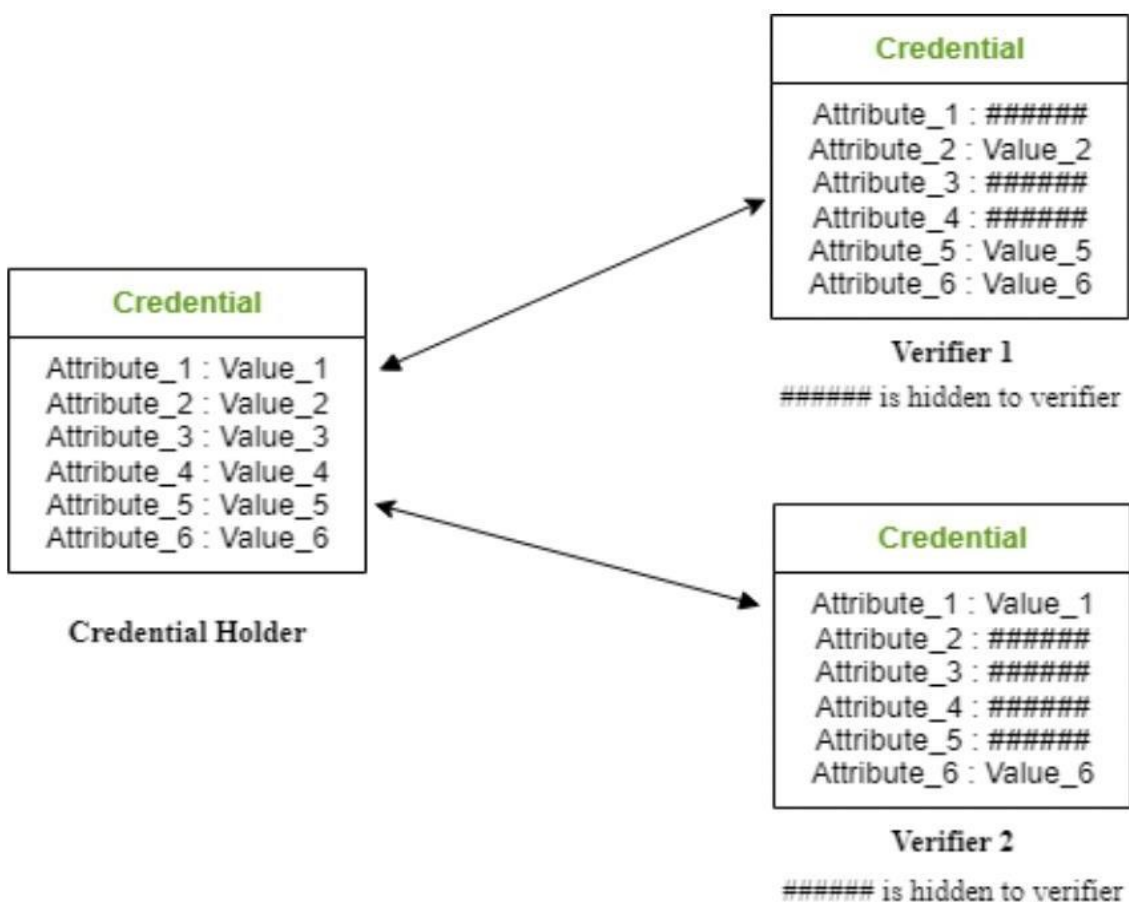 Credential
Attribute_1 : Value_1
Attribute_2 : Value_2
Attribute_3 : Value_3
Attribute_4 : Value_4
Attribute_5 : Value_5
Attribute_6 : Value_6
Credential Holder
Credential
Attribute_1 : ######
Attribute_2 : Value_2
Attribute_3 : ######
Attribute_4 : ######
Attribute_5 : Value_5
Attribute_6 : Value_6
Verifier 1
###### is hidden to verifier
Credential
Attribute_1 : Value_1
Attribute_2 : ######
Attribute_3 : ######
Attribute_4 : ######
Attribute_5 : ######
Attribute_6 : Value_6
Verifier 2
###### is hidden to verifier